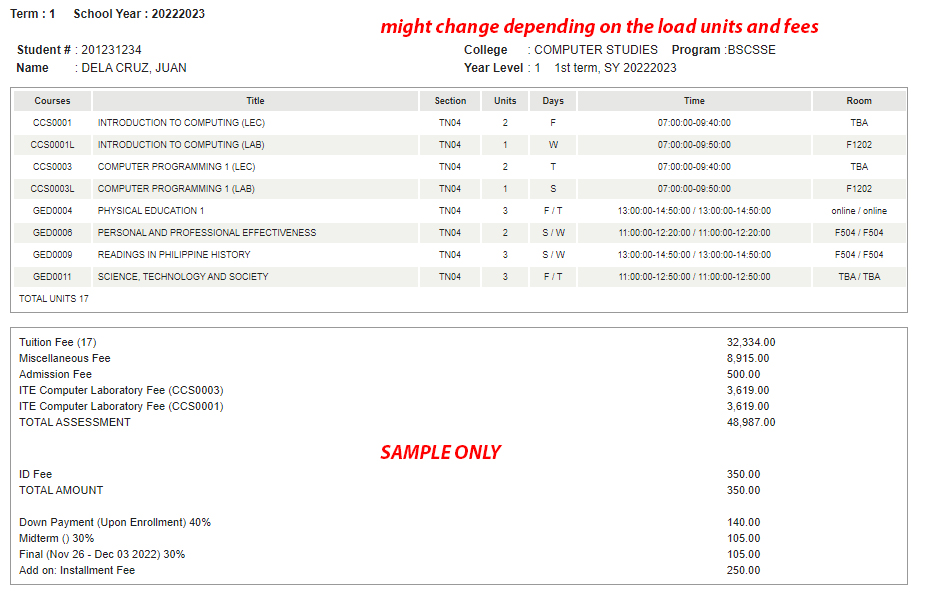 Term : 1 School Year : 20222023
might change depending on the load units and fees
Student # : 201231234 College : COMPUTER STUDIES Program :BSCSSE
Name : DELA CRUZ, JUAN Year Level : 1 1st term, SY 20222023
Courses Title Section Units Days Time Room
CCS0001 INTRODUCTION TO COMPUTING (LEC) TN04 2 F 07:00:00-09:40:00 TBA
CCS0001L INTRODUCTION TO COMPUTING (LAB) TN04 1 W 07:00:00-09:50:00 F1202
CCS0003 COMPUTER PROGRAMMING 1 (LEC) TN04 2 T 07:00:00-09:40:00 TBA
CCS0003L COMPUTER PROGRAMMING 1 (LAB) TN04 1 S 07:00:00-09:50:00 F1202
GED0004 PHYSICAL EDUCATION 1 TN04 3 F / T 13:00:00-14:50:00 / 13:00:00-14:50:00 online / online
GED0006 PERSONAL AND PROFESSIONAL EFFECTIVENESS TN04 2 S / W 11:00:00-12:20:00 / 11:00:00-12:20:00 F504 / F504
GED0009 READINGS IN PHILIPPINE HISTORY TN04 3 S / W 13:00:00-14:50:00 / 13:00:00-14:50:00 F504 / F504
GED0011 SCIENCE, TECHNOLOGY AND SOCIETY TN04 3 F / T 11:00:00-12:50:00 / 11:00:00-12:50:00 TBA / TBA
TOTAL UNITS 17
Tuition Fee (17) 32,334.00
Miscellaneous Fee 8,915.00
Admission Fee 500.00
ITE Computer Laboratory Fee (CCS0003) 3,619.00
ITE Computer Laboratory Fee (CCS0001) 3,619.00
TOTAL ASSESSMENT 48,987.00
SAMPLE ONLY
ID Fee 350.00
TOTAL AMOUNT 350.00
Down Payment (Upon Enrollment) 40% 140.00
Midterm () 30% 105.00
Final (Nov 26 - Dec 03 2022) 30% 105.00
Add on: Installment Fee 250.00